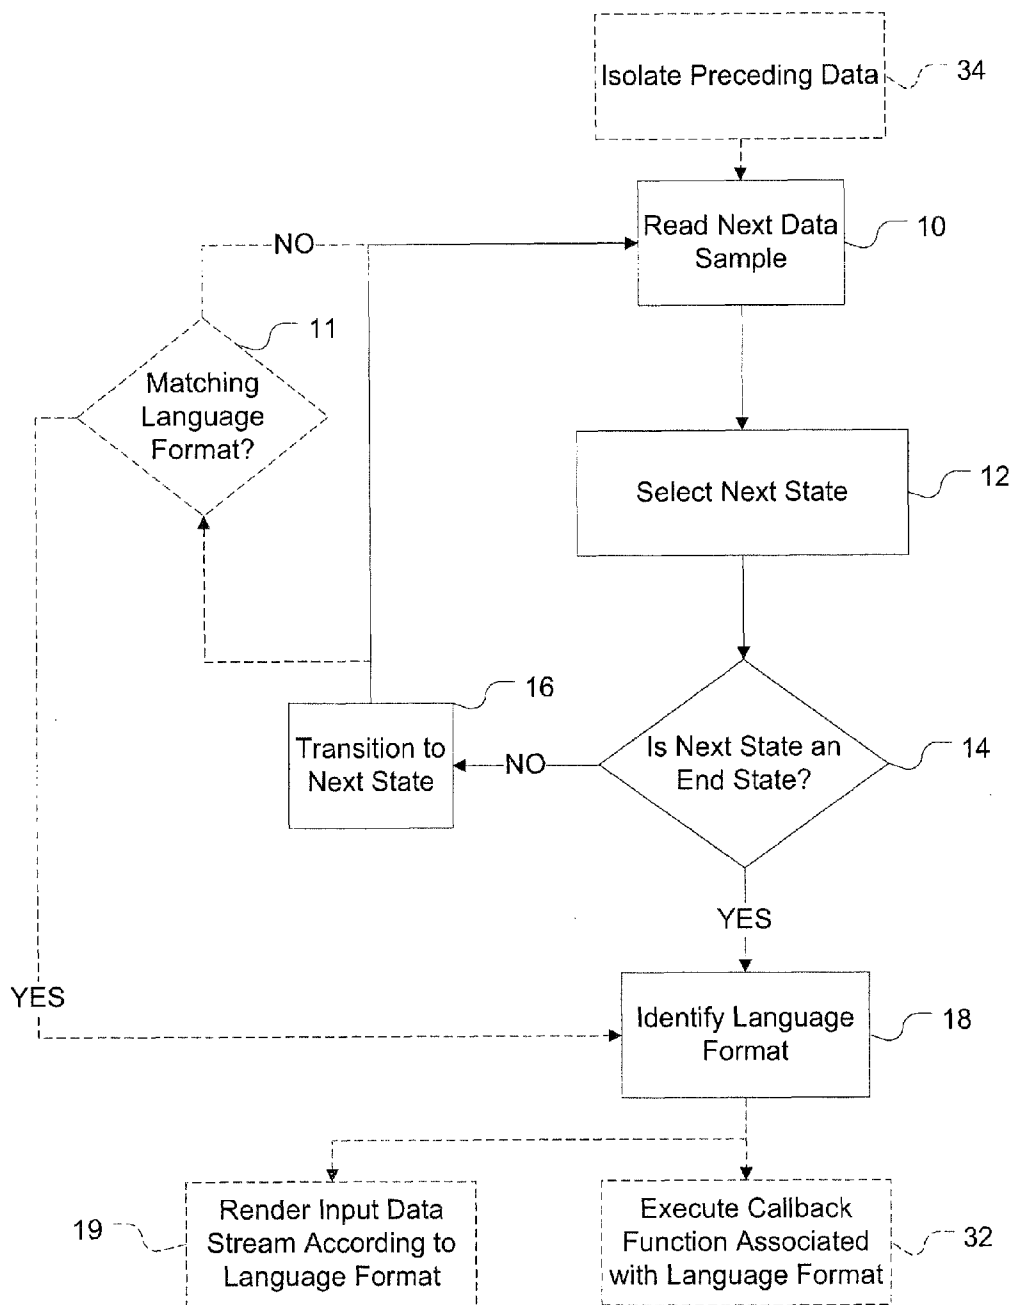 Isolate Preceding Data
34
Read Next Data
Sample
10
NO
11
Matching
Language
Format?
Select Next State
12
16
Transition to
Next State
NO
Is Next State an
End State?
14
YES
YES
Identify Language
Format
18
19
Render Input Data
Stream According to
Language Format
Execute Callback
Function Associated
with Language Format
32